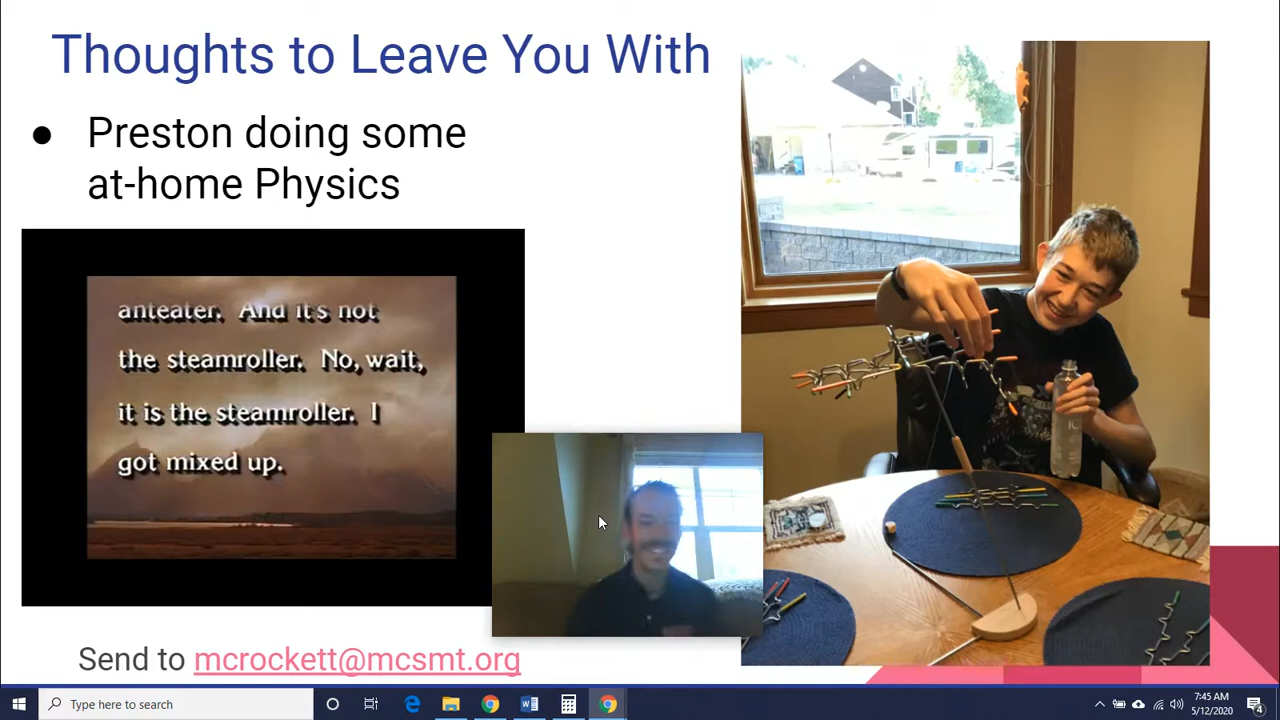 Thoughts to Leave You With
● Preston doing some
at-home Physics
anteater. And it's not
the steamroller. No, wait,
it is the steamroller. I
got mixed up.
Send to mcrockett@mcsmt.org
Type here to search
7:45 AM
5/12/2020
4